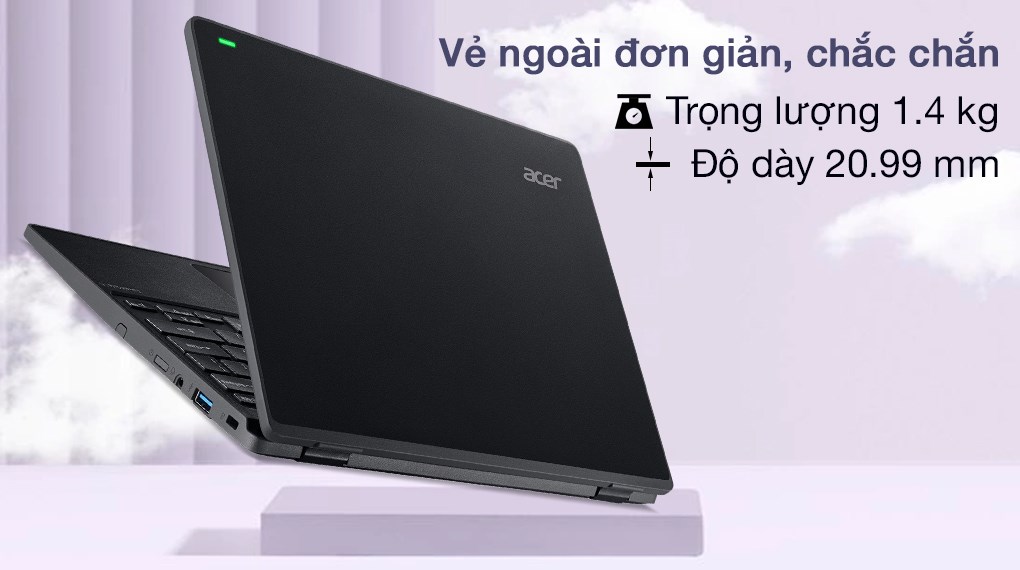 Vẻ ngoài đơn giản, chắc chắn
Trọng lượng 1.4 kg
Độ dày 20.99 mm
acer